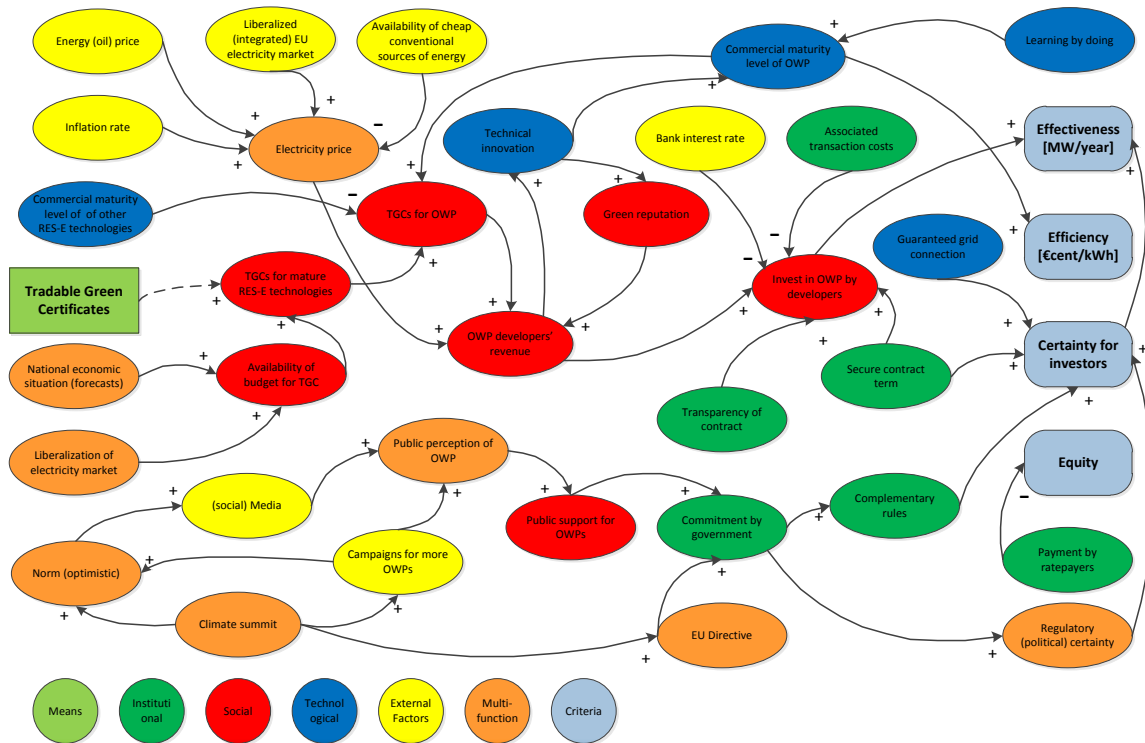 Energy (oil) price
Liberalized
(integrated) EU
electricity market
Availability of cheap
conventional
sources of energy
Commercial maturity
level of OWP
Learning by doing
+
+
+
+
+
–
+
+
Inflation rate
Electricity price
Technical
innovation
Bank interest rate
Associated
transaction costs
Effectiveness
[MW/year]
+
+
+
+
+
Commercial maturity
level of of other
RES-E technologies
–
TGCs for OWP
Green reputation
Guaranteed grid
connection
Efficiency
[€cent/kWh]
+
–
–
Tradable Green
Certificates
TGCs for mature
RES-E technologies
+
Invest in OWP by
developers
+
+
+
+
+
+
+
+
+
+
OWP developers'
revenue
Certainty for
investors
+
National economic
situation (forecasts)
+
Availability of
budget for TGC
Secure contract
term
+
+
+
Transparency of
contract
Liberalization of
electricity market
+
Public perception of
OWP
Equity
+
(social) Media
+
+
+
–
Public support for
OWPs
Commitment by
government
+
Complementary
rules
Norm (optimistic)
+
Campaigns for more
OWPs
+
Payment by
ratepayers
+
+
Climate summit
+
EU Directive
+
Regulatory
(political) certainty
Means
Instituti
onal
Social
Technol
ogical
External
Factors
Multi-
function
Criteria